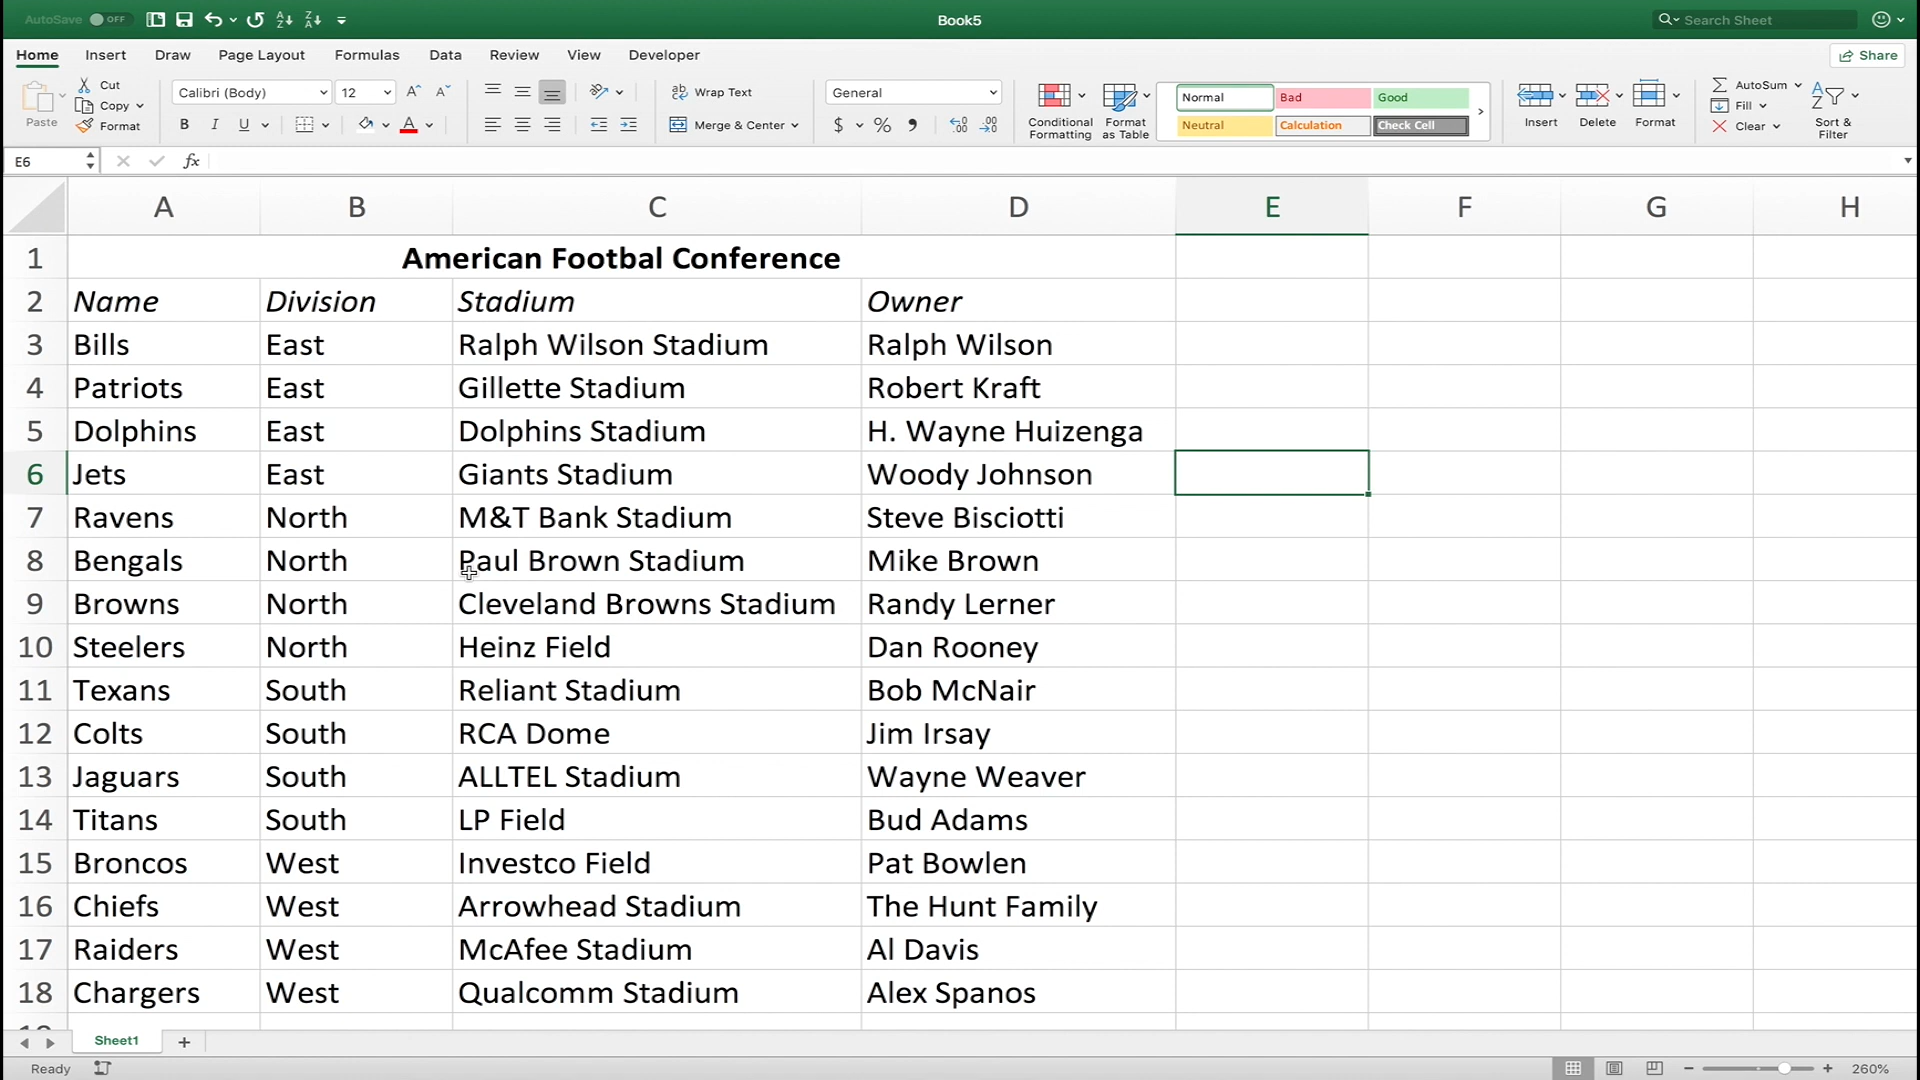 AutoSave OFF Book5 Search Sheet
Home Insert Draw Page Layout Formulas Data Review View Developer Share
Paste Cut Copy Format
Calibri (Body) 12 A^ A˅
B I U A
Wrap Text
Merge & Center
General
$ % , .00 .00
Conditional Formatting
Format as Table
Normal Bad Good
Neutral Calculation Check Cell
Insert Delete Format
AutoSum
Fill
Clear
Sort & Filter
E6 fx
A B C D E F G H
1 American Footbal Conference
2 Name Division Stadium Owner
3 Bills East Ralph Wilson Stadium Ralph Wilson
4 Patriots East Gillette Stadium Robert Kraft
5 Dolphins East Dolphins Stadium H. Wayne Huizenga
6 Jets East Giants Stadium Woody Johnson
7 Ravens North M&T Bank Stadium Steve Bisciotti
8 Bengals North Paul Brown Stadium Mike Brown
9 Browns North Cleveland Browns Stadium Randy Lerner
10 Steelers North Heinz Field Dan Rooney
11 Texans South Reliant Stadium Bob McNair
12 Colts South RCA Dome Jim Irsay
13 Jaguars South ALLTEL Stadium Wayne Weaver
14 Titans South LP Field Bud Adams
15 Broncos West Investco Field Pat Bowlen
16 Chiefs West Arrowhead Stadium The Hunt Family
17 Raiders West McAfee Stadium Al Davis
18 Chargers West Qualcomm Stadium Alex Spanos
Sheet1 +
Ready 260%